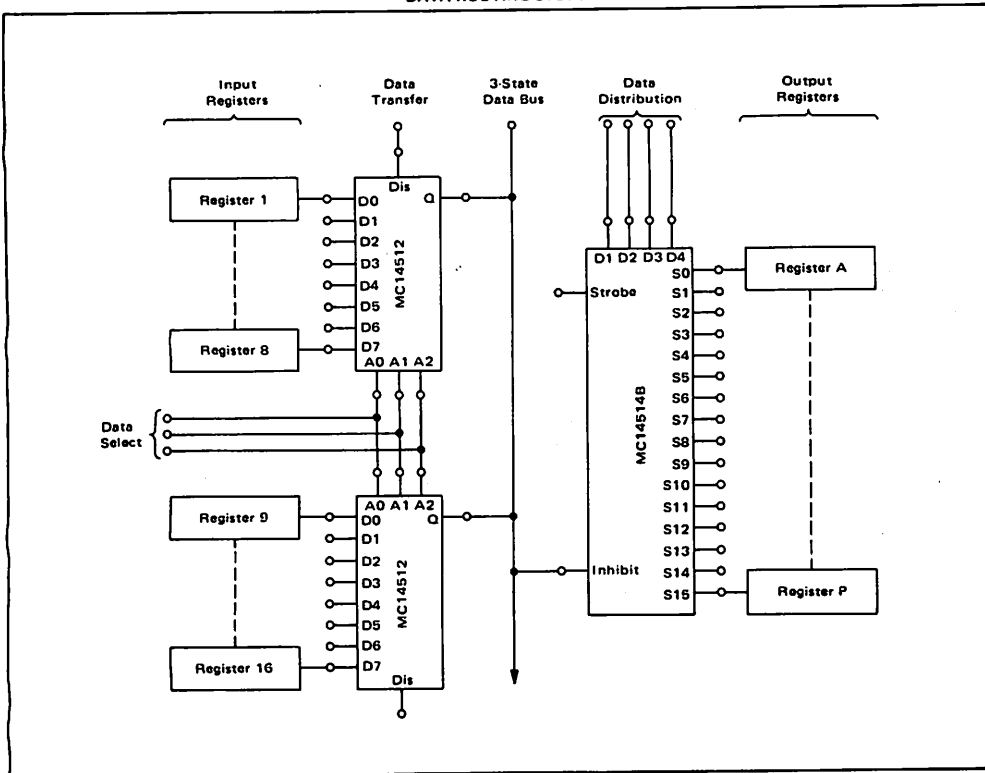 Input Registers
Data Transfer
3-State Data Bus
Data Distribution
Output Registers
Register 1
Register 8
Dis
Q
D0
D1
D2
D3
D4
D5
D6
D7
MC14512
A0 A1 A2
Data Select
Register 9
Register 16
A0 A1 A2
D0
Q
D1
D2
D3
D4
D5
D6
D7
MC14512
Dis
D1 D2 D3 D4
Strobe
MC14514B
Inhibit
S0
S1
S2
S3
S4
S5
S6
S7
S8
S9
S10
S11
S12
S13
S14
S15
Register A
Register P